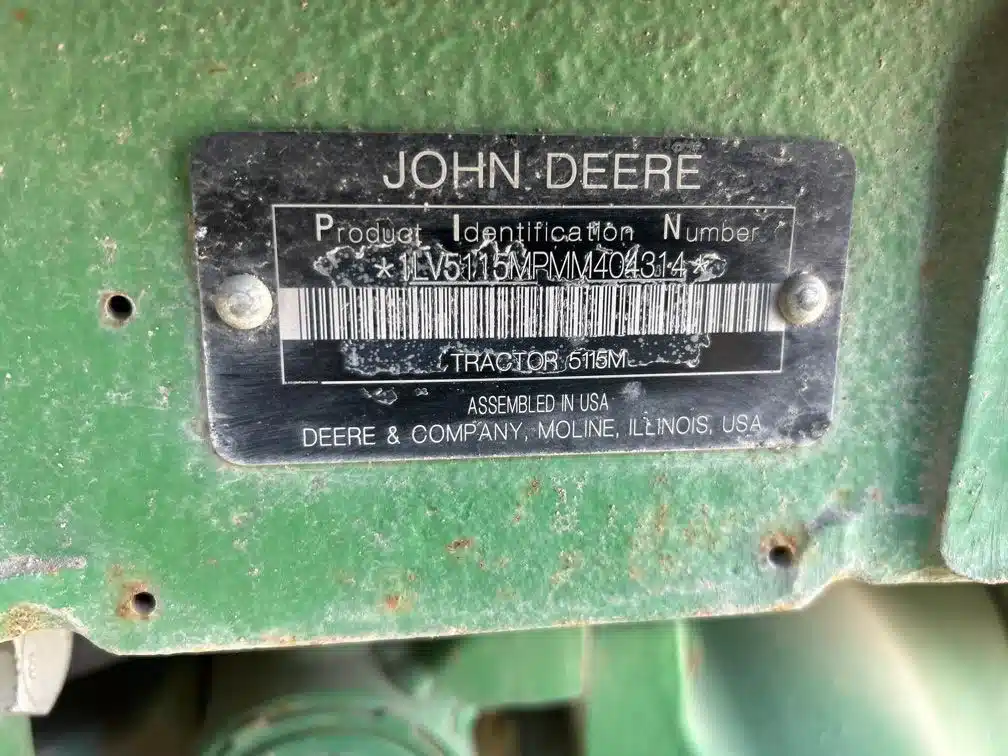 JOHN DEERE
Product Identification Number
*1LV5115MPMM404314*
TRACTOR 5115M
ASSEMBLED IN USA
DEERE & COMPANY, MOLINE, ILLINOIS, USA